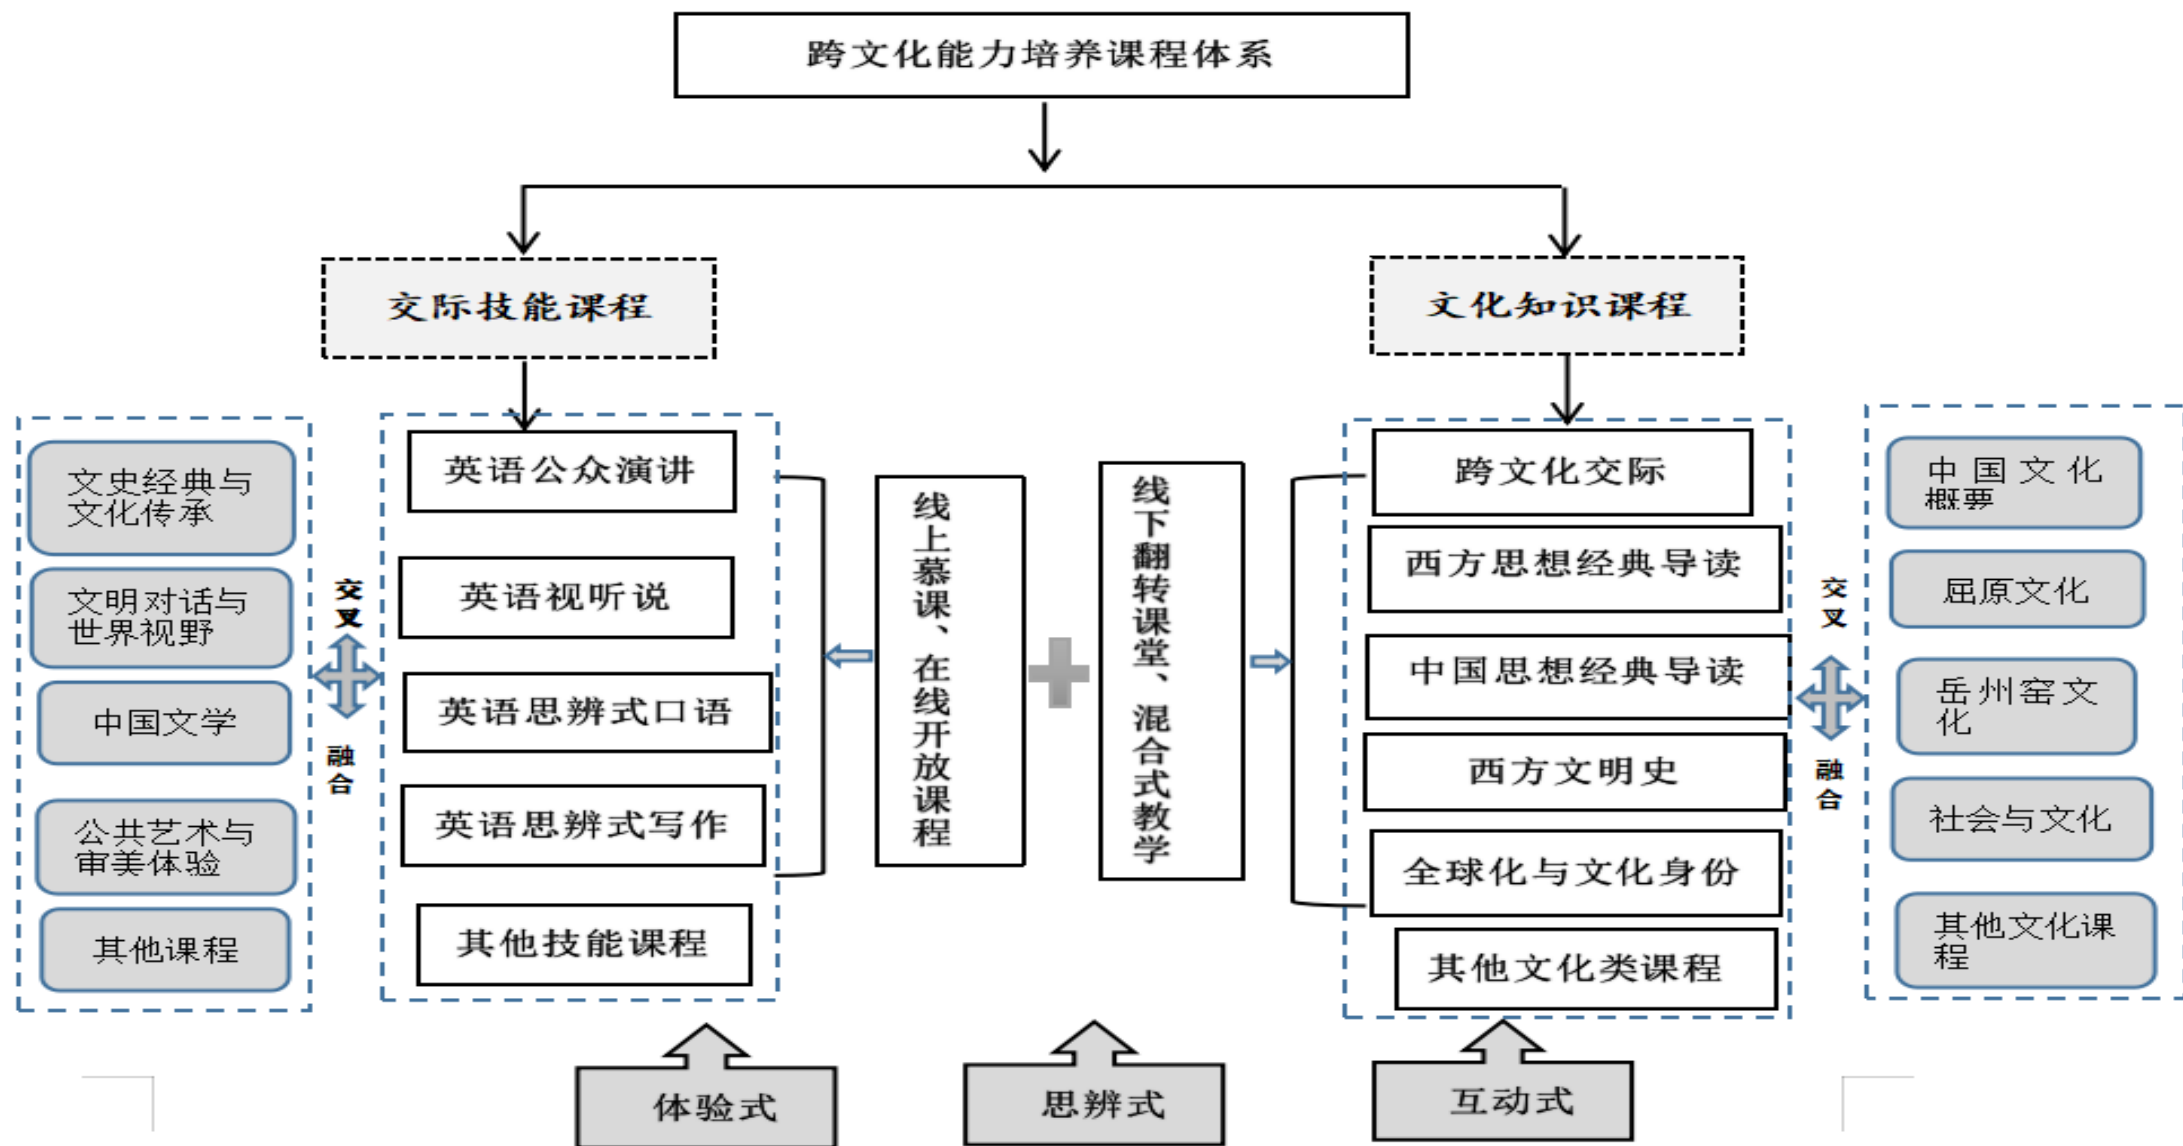 跨文化能力培养课程体系
交际技能课程
文化知识课程
文史经典与
文化传承
文明对话与
世界视野
中国文学
公共艺术与
审美体验
其他课程
交叉
融合
英语公众演讲
英语视听说
英语思辨式口语
英语思辨式写作
其他技能课程
线上慕课、在线开放课程
线下翻转课堂、混合式教学
跨文化交际
西方思想经典导读
中国思想经典导读
西方文明史
全球化与文化身份
其他文化类课程
交叉
融合
中国文化
概要
屈原文化
岳州窑文
化
社会与文化
其他文化课
程
体验式
思辨式
互动式